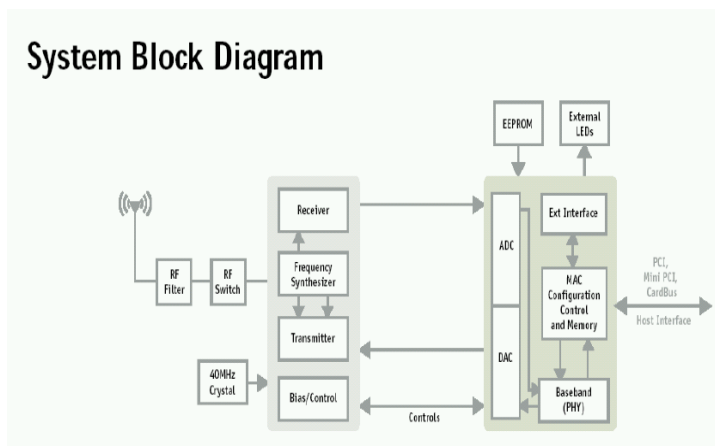 System Block Diagram
EEPROM
External
LEDs
Receiver
Ext Interface
ADC
RF
Filter
RF
Switch
Frequency
Synthesizer
MAC
Configuration
Control
and Memory
PCI,
Mini PCI,
CardBus
Host Interface
Transmitter
DAC
40MHz
Crystal
Bias/Control
Controls
Baseband
(PHY)